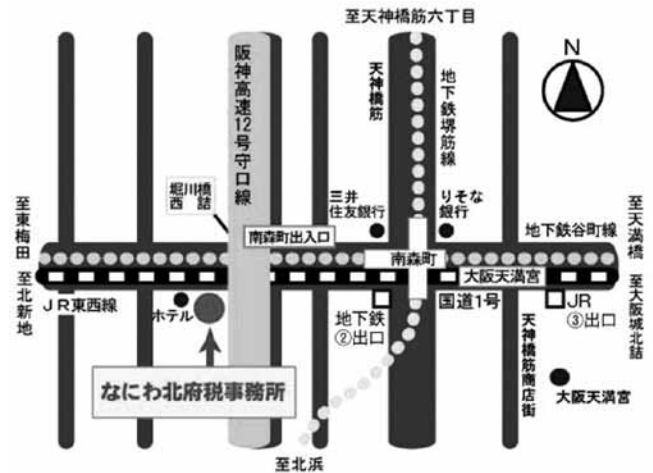 至天神橋筋六丁目
N
阪神高速12号守口線
天神橋筋
地下鉄堺筋線
堀川橋
西詰
三井
住友銀行
りそな
銀行
至東梅田
南森町出入口
南森町
地下鉄谷町線
至天満橋
至北新地
大阪天満宮
至大阪城北詰
JR東西線
ホテル
地下鉄
②出口
国道1号
JR
③出口
なにわ北府税事務所
天神橋筋商店街
大阪天満宮
至北浜